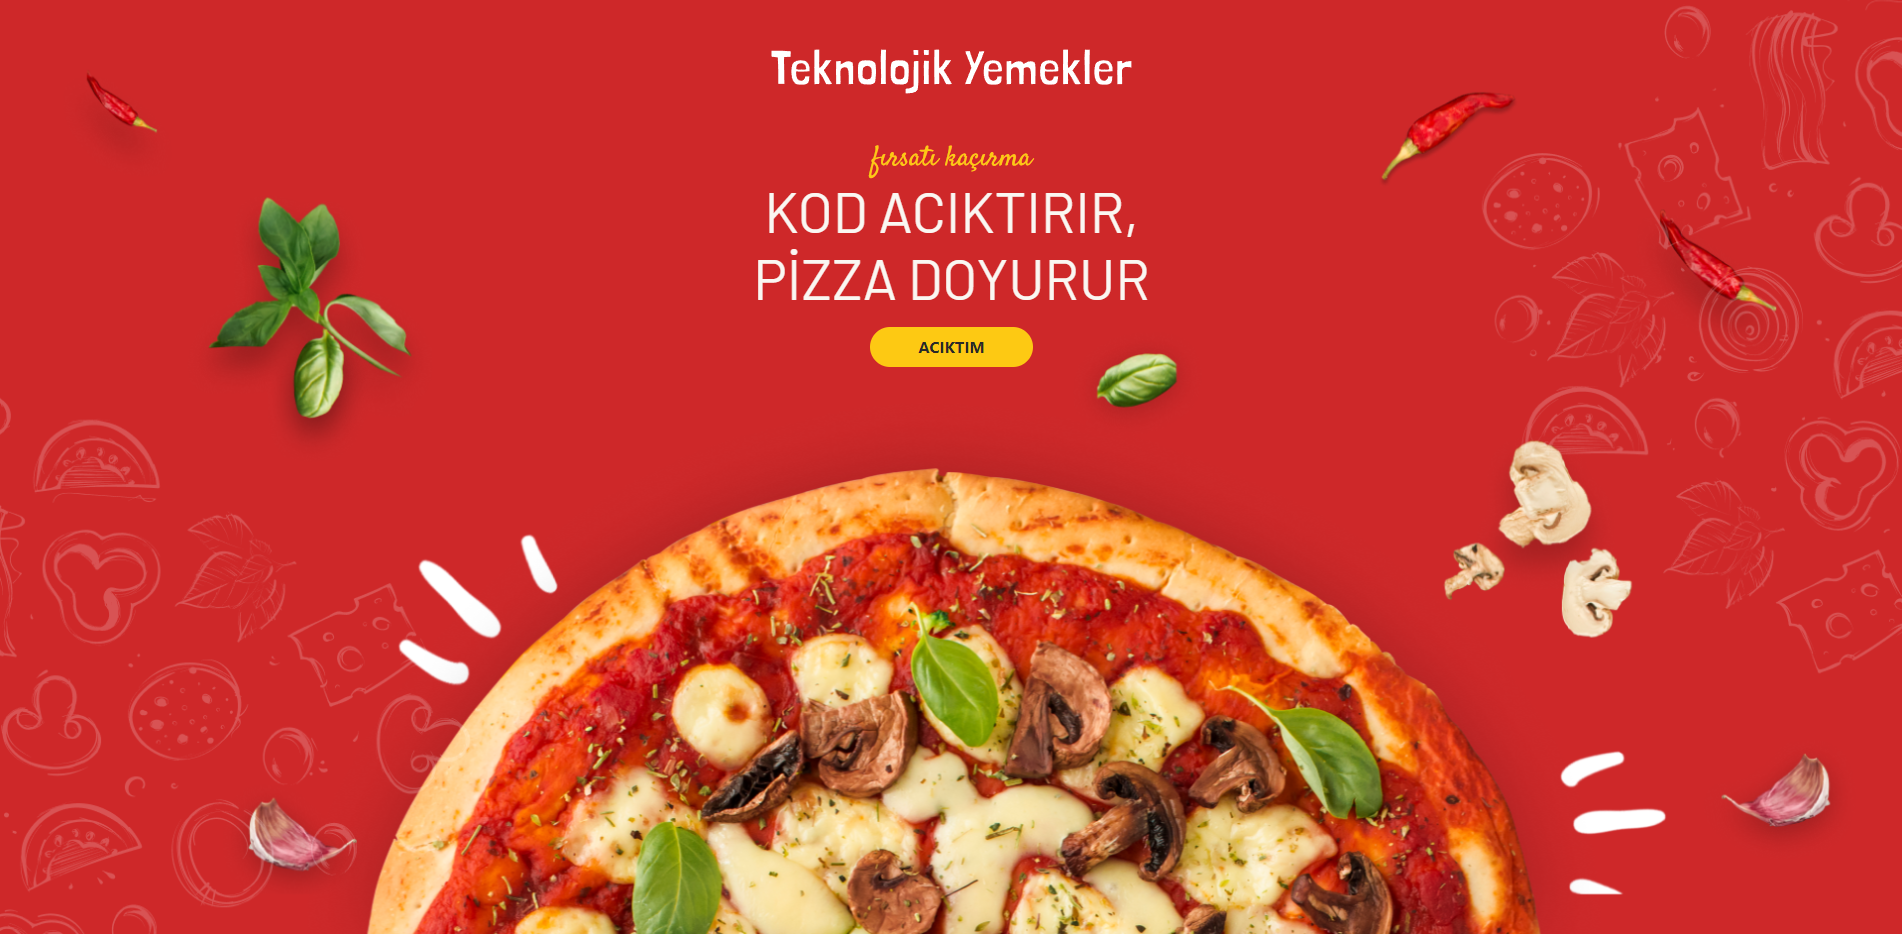 Teknolojik Yemekler
fırsatı kaçırma
KOD ACIKTIRIR,
PİZZA DOYURUR
ACIKTIM